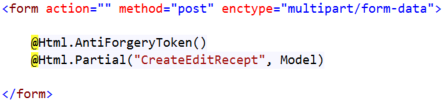 <form action="" method="post" enctype="multipart/form-data">
@Html.AntiForgeryToken()
@Html.Partial("CreateEditRecept", Model)
</form>